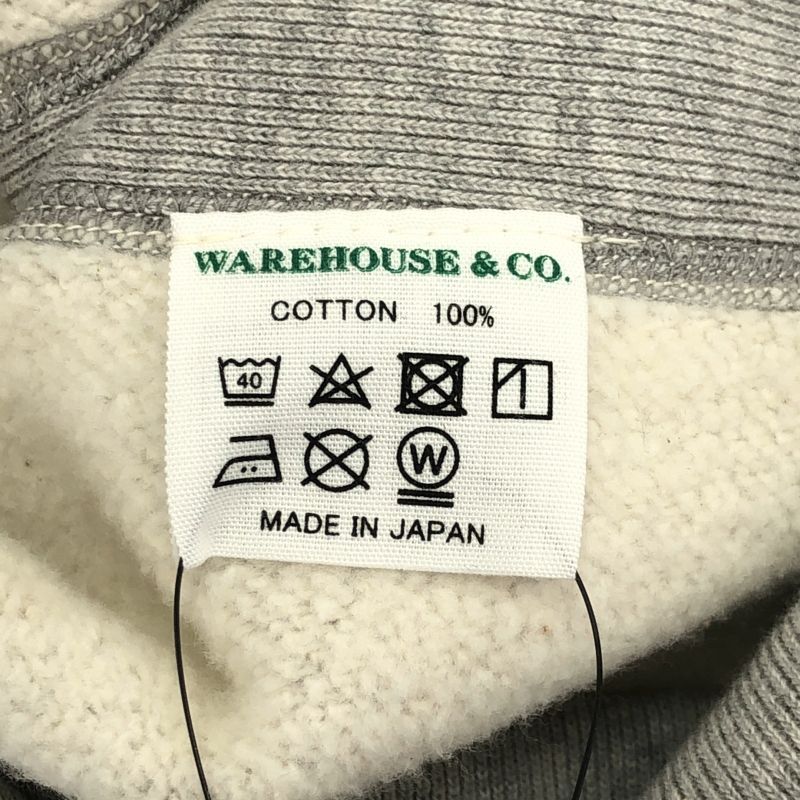 WAREHOUSE & CO.
COTTON 100%
40
W
MADE IN JAPAN